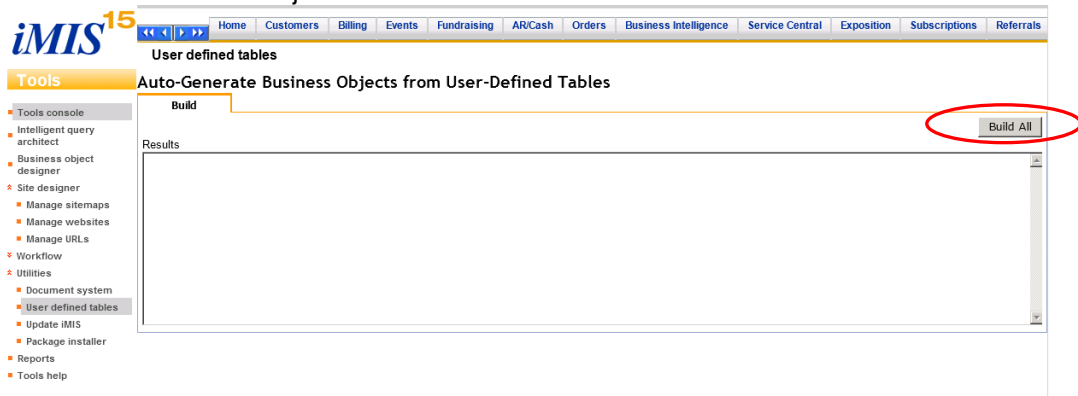 iMIS15
Home Customers Billing Events Fundraising AR/Cash Orders Business Intelligence Service Central Exposition Subscriptions Referrals
User defined tables
Tools
Auto-Generate Business Objects from User-Defined Tables
Build
Build All
Results
Tools console
Intelligent query
architect
Business object
designer
Site designer
Manage sitemaps
Manage websites
Manage URLs
Workflow
Utilities
Document system
User defined tables
Update iMIS
Package installer
Reports
Tools help